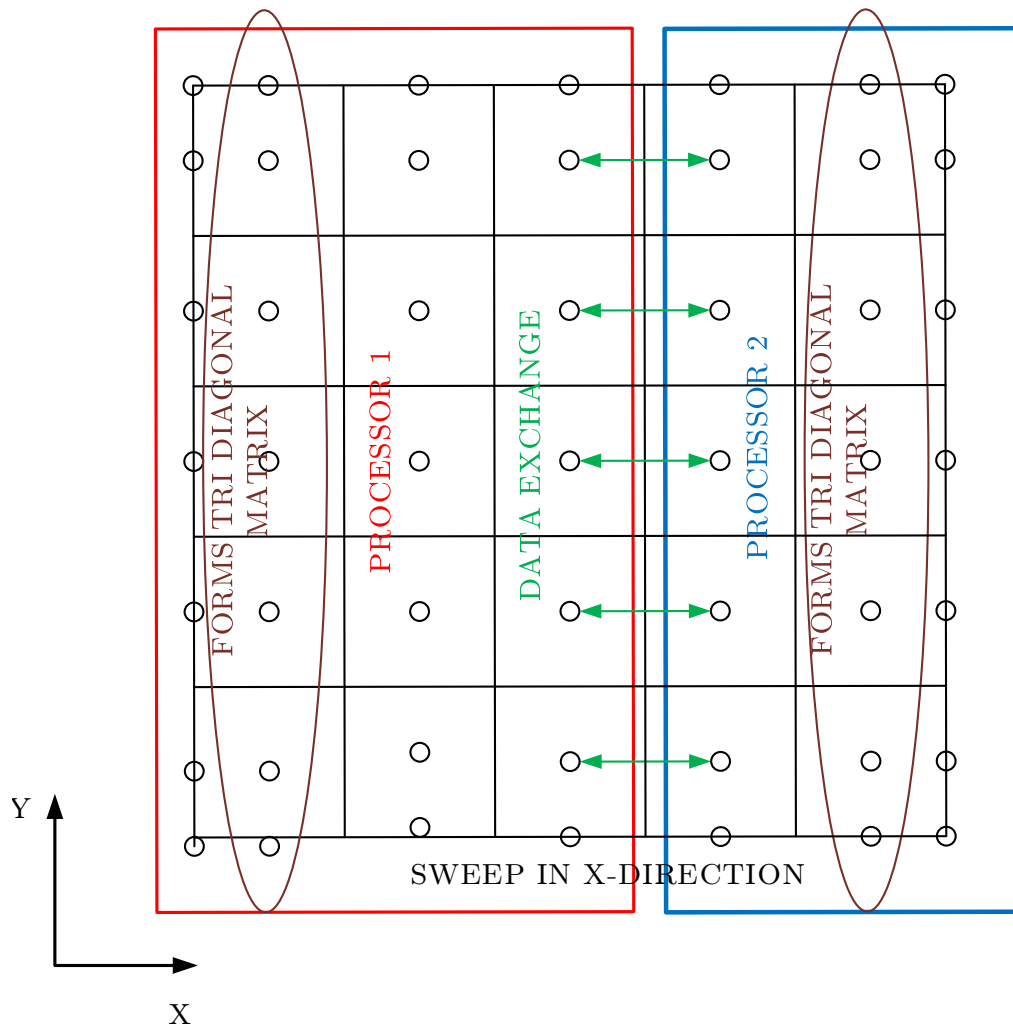 FORMS TRI DIAGONAL
MATRIX
PROCESSOR 1
DATA EXCHANGE
PROCESSOR 2
FORMS TRI DIAGONAL
MATRIX
Y
SWEEP IN X-DIRECTION
X